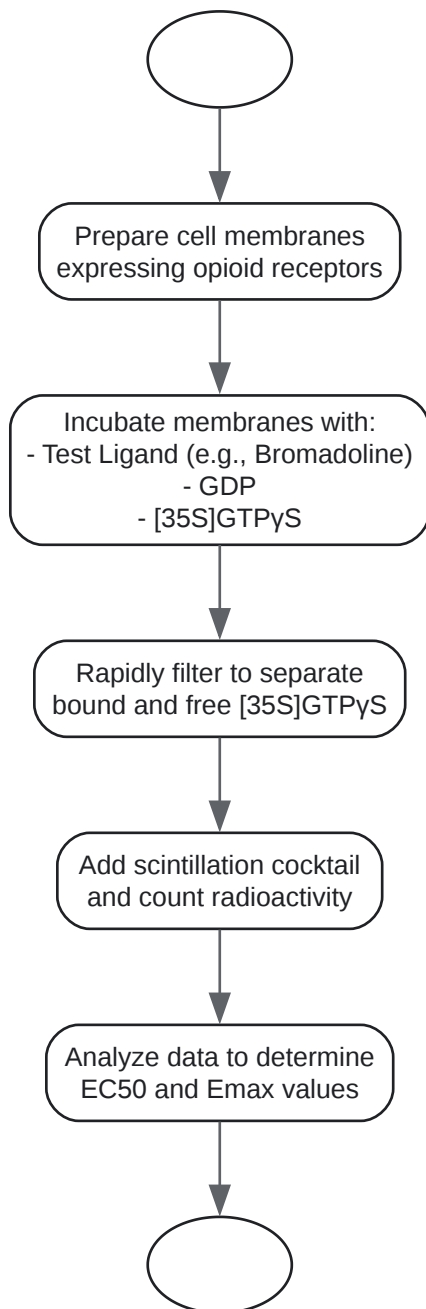 Prepare cell membranes
expressing opioid receptors
Incubate membranes with:
- Test Ligand (e.g., Bromadoline)
- GDP
- [35S]GTPγS
Rapidly filter to separate
bound and free [35S]GTPγS
Add scintillation cocktail
and count radioactivity
Analyze data to determine
EC50 and Emax values